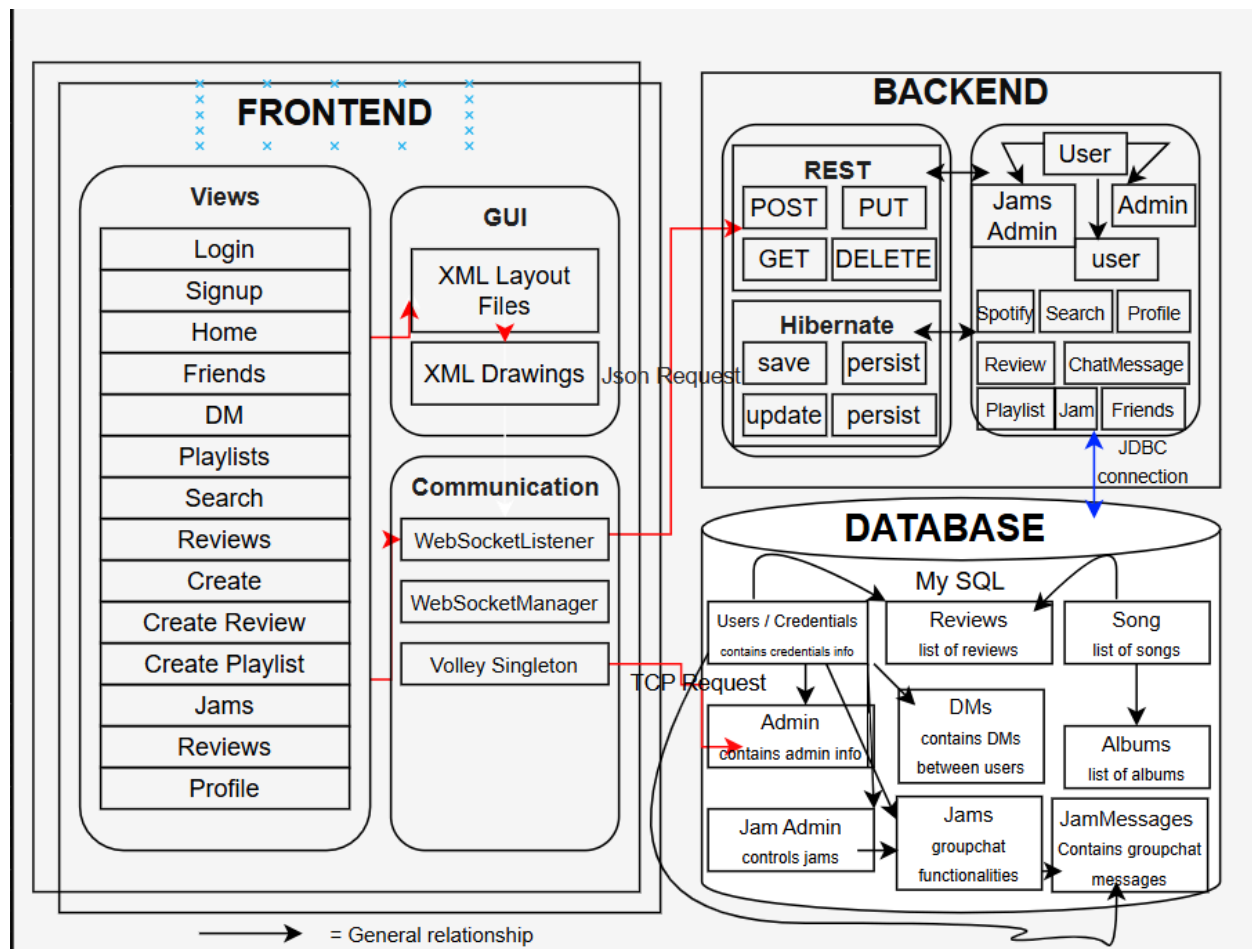 FRONTEND
Views
Login
Signup
Home
Friends
DM
Playlists
Search
Reviews
Create
Create Review
Create Playlist
Jams
Reviews
Profile
GUI
XML Layout
Files
XML Drawings
Communication
WebSocketListener
WebSocketManager
Volley Singleton
Json Request
TCP Request
BACKEND
REST
POST
PUT
GET
DELETE
Hibernate
save
persist
update
persist
User
Jams
Admin
Admin
user
Spotify
Search
Profile
Review
ChatMessage
Playlist
Jam
Friends
JDBC
connection
DATABASE
My SQL
Users / Credentials
contains credentials info
Reviews
list of reviews
Song
list of songs
Admin
contains admin info
DMs
contains DMs
between users
Albums
list of albums
Jam Admin
controls jams
Jams
groupchat
functionalities
JamMessages
Contains groupchat
messages
= General relationship